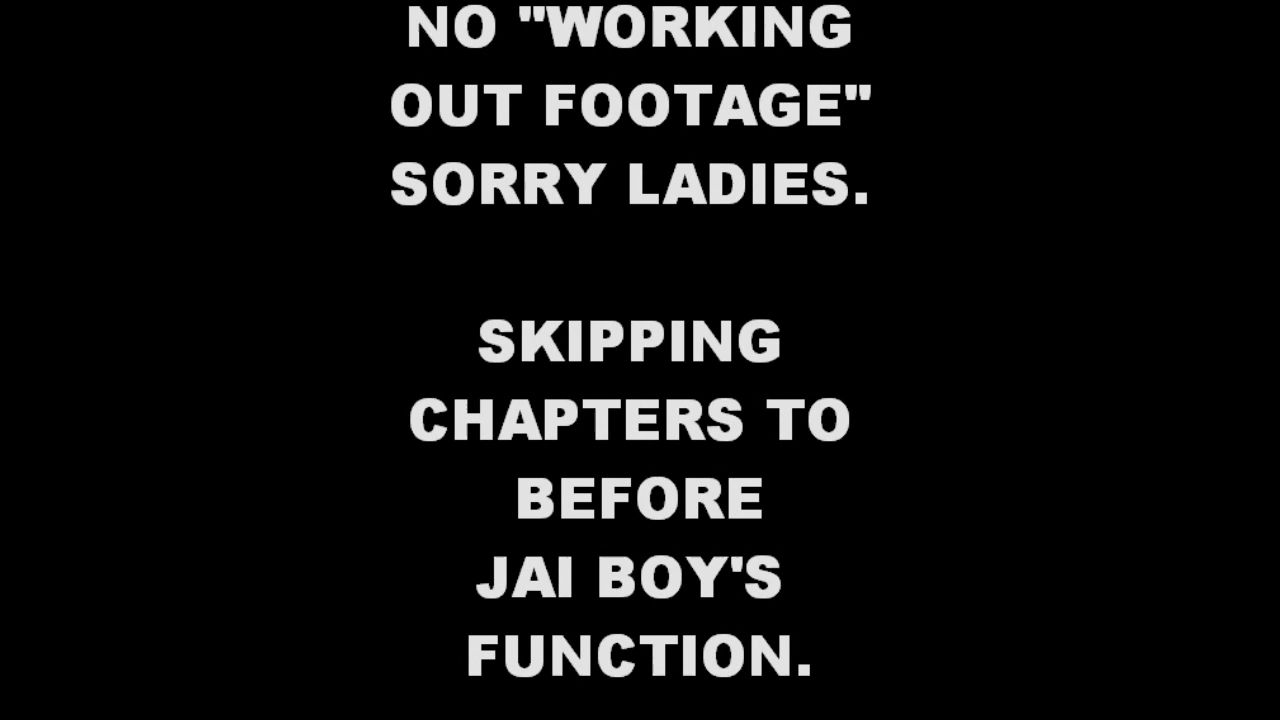 NO "WORKING
OUT FOOTAGE"
SORRY LADIES.
SKIPPING
CHAPTERS TO
BEFORE
JAI BOY'S
FUNCTION.